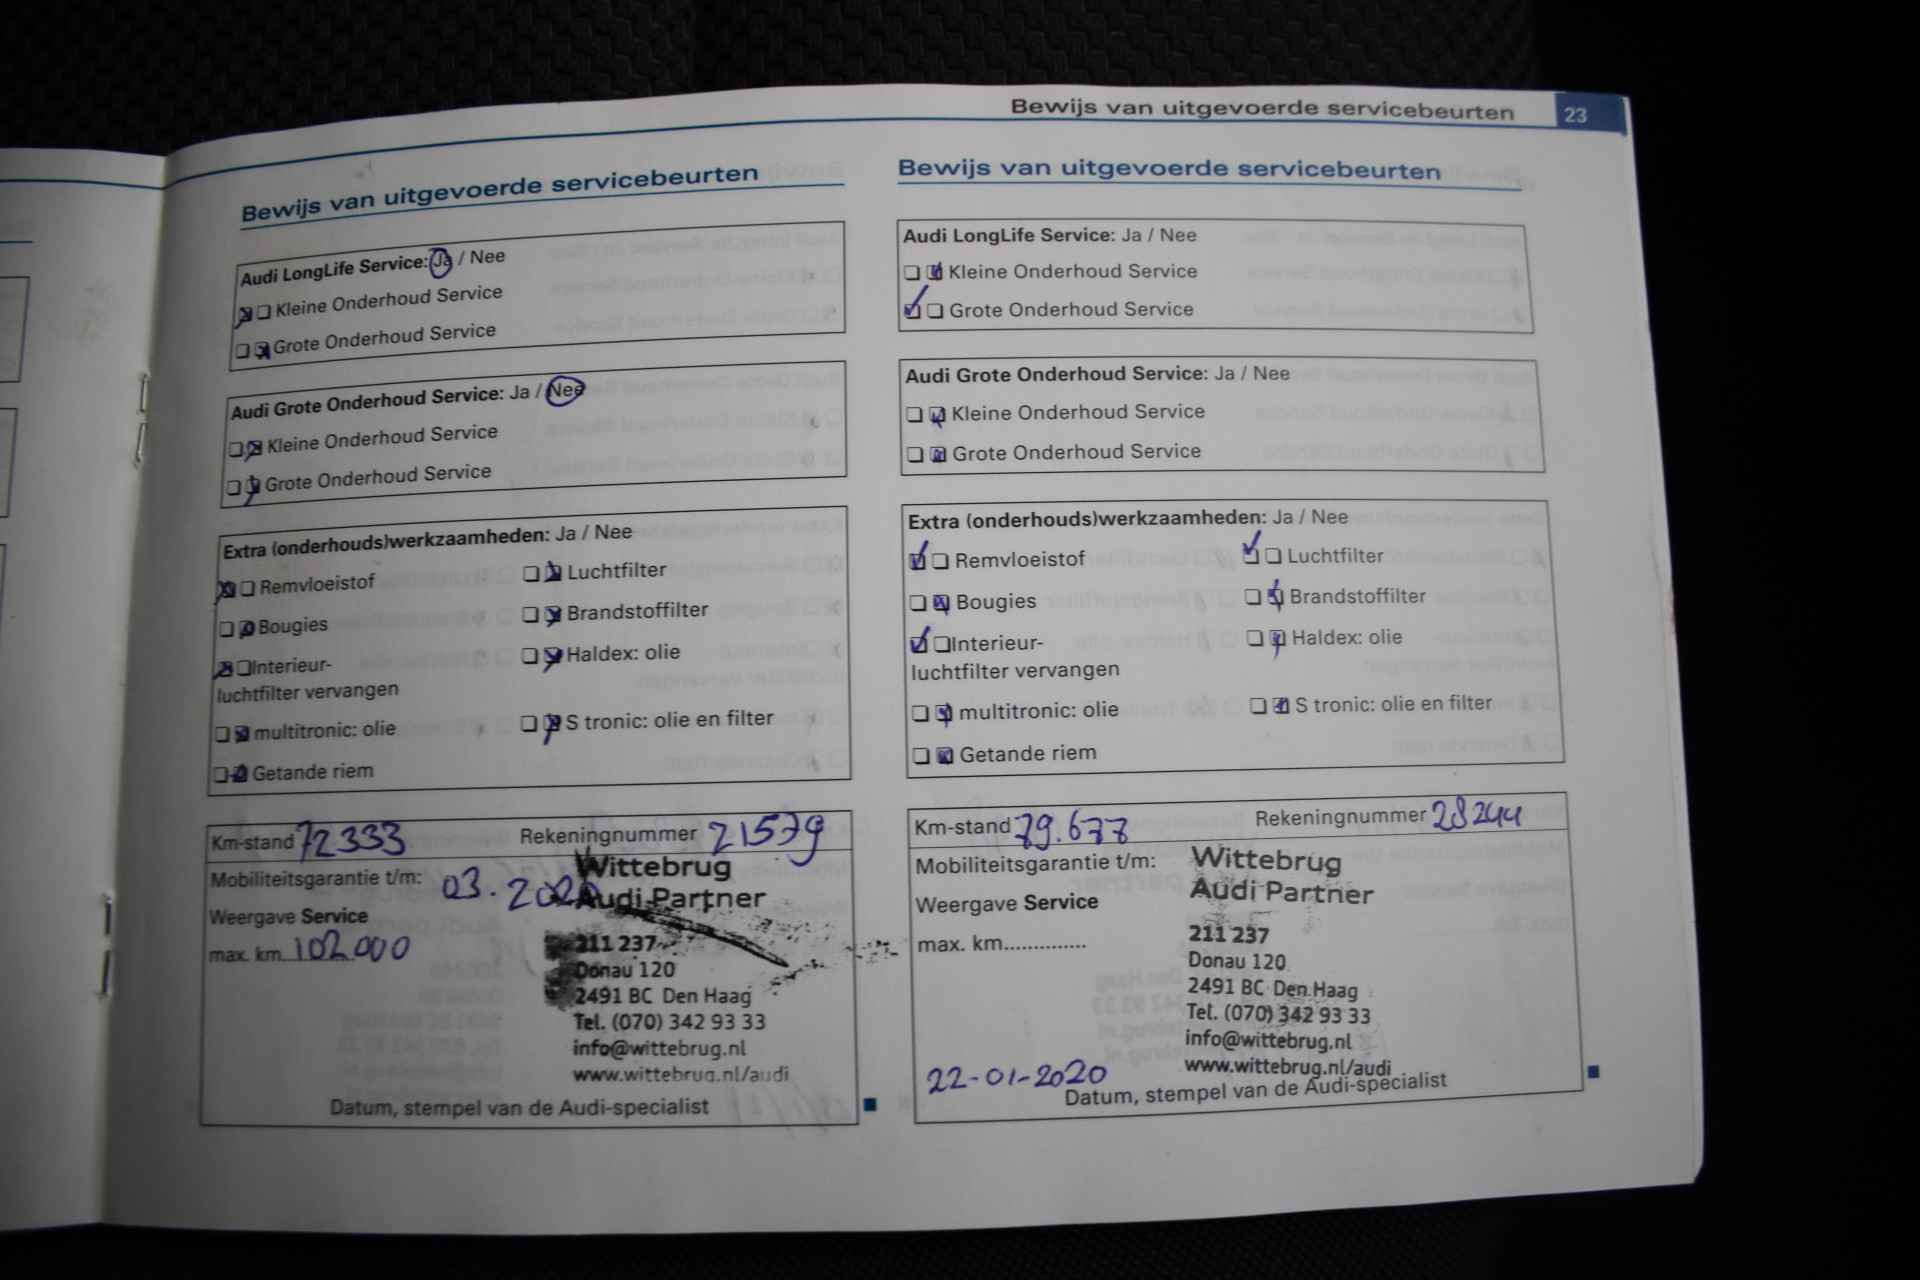 Bewijs van uitgevoerde servicebeurten 23
Bewijs van uitgevoerde servicebeurten
Audi LongLife Service: Ja / Nee
Kleine Onderhoud Service
Grote Onderhoud Service
Audi Grote Onderhoud Service: Ja / Nee
Kleine Onderhoud Service
Grote Onderhoud Service
Extra (onderhouds)werkzaamheden: Ja / Nee
Remvloeistof Luchtfilter
Bougies Brandstoffilter
Interieur- Haldex: olie
luchtfilter vervangen
multitronic: olie S tronic: olie en filter
Getande riem
Km-stand 72333 Rekeningnummer 21579
Mobiliteitsgarantie t/m: 03.2020
Weergave Service
max. km. 102.000
Wittebrug
Audi Partner
211 237
Donau 120
2491 BC Den Haag
Tel. (070) 342 93 33
info@wittebrug.nl
www.wittebrug.nl/audi
Datum, stempel van de Audi-specialist
Bewijs van uitgevoerde servicebeurten
Audi LongLife Service: Ja / Nee
Kleine Onderhoud Service
Grote Onderhoud Service
Audi Grote Onderhoud Service: Ja / Nee
Kleine Onderhoud Service
Grote Onderhoud Service
Extra (onderhouds)werkzaamheden: Ja / Nee
Remvloeistof Luchtfilter
Bougies Brandstoffilter
Interieur- Haldex: olie
luchtfilter vervangen
multitronic: olie S tronic: olie en filter
Getande riem
Km-stand 79.677 Rekeningnummer 28244
Mobiliteitsgarantie t/m:
Weergave Service
max. km..............
Wittebrug
Audi Partner
211 237
Donau 120
2491 BC Den Haag
Tel. (070) 342 93 33
info@wittebrug.nl
www.wittebrug.nl/audi
22-01-2020
Datum, stempel van de Audi-specialist